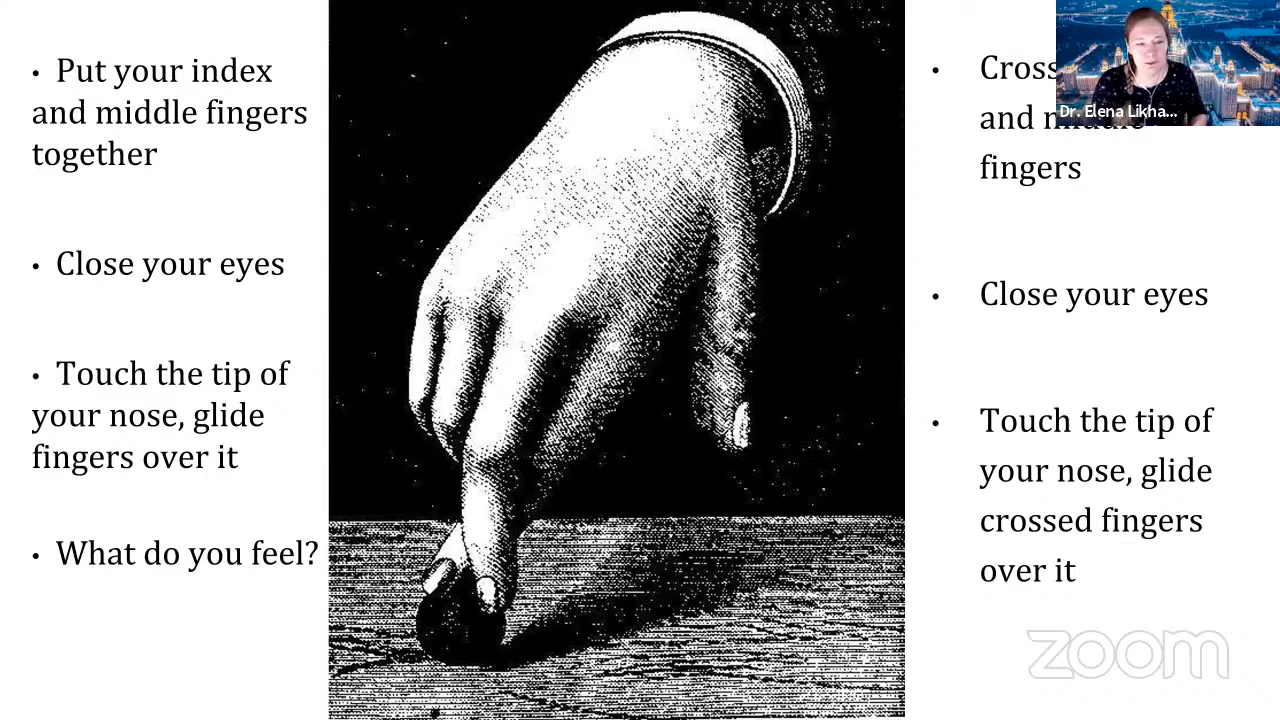 • Put your index
and middle fingers
together
• Close your eyes
• Touch the tip of
your nose, glide
fingers over it
• What do you feel?
• Cross
and middle
fingers
• Close your eyes
• Touch the tip of
your nose, glide
crossed fingers
over it
Dr. Elena Likha...
zoom